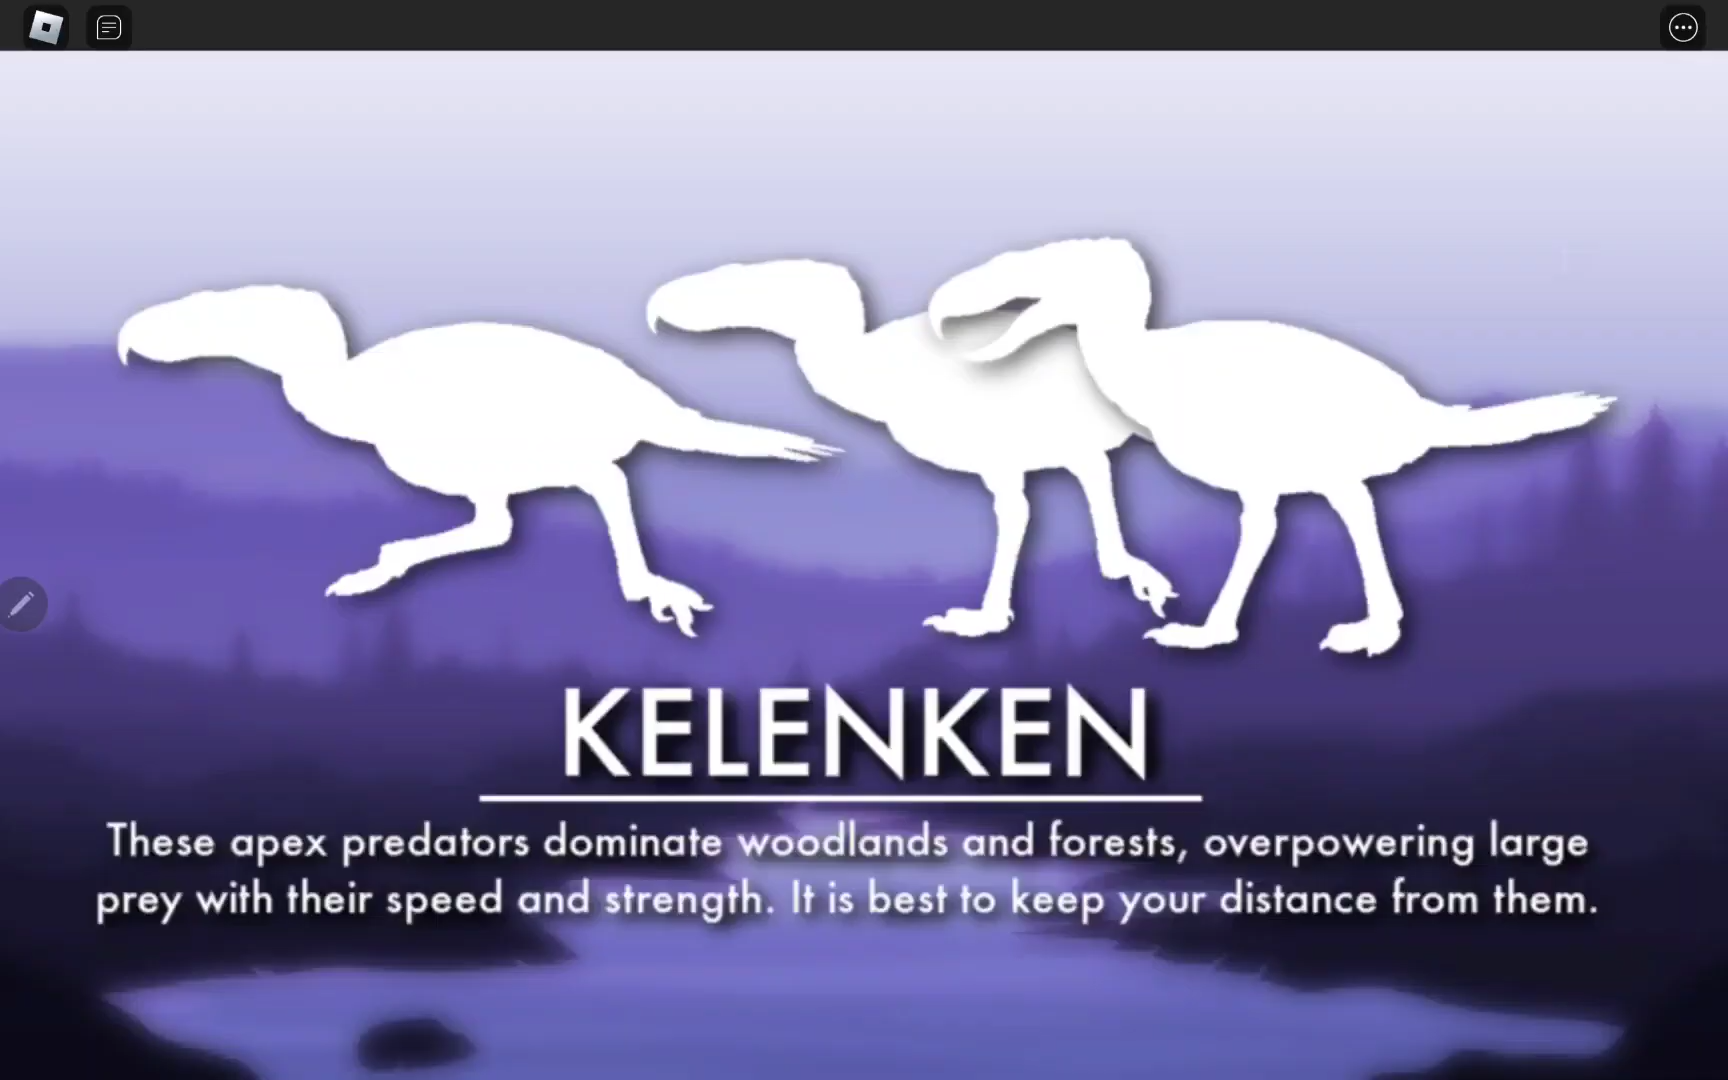 KELENKEN
These apex predators dominate woodlands and forests, overpowering large
prey with their speed and strength. It is best to keep your distance from them.